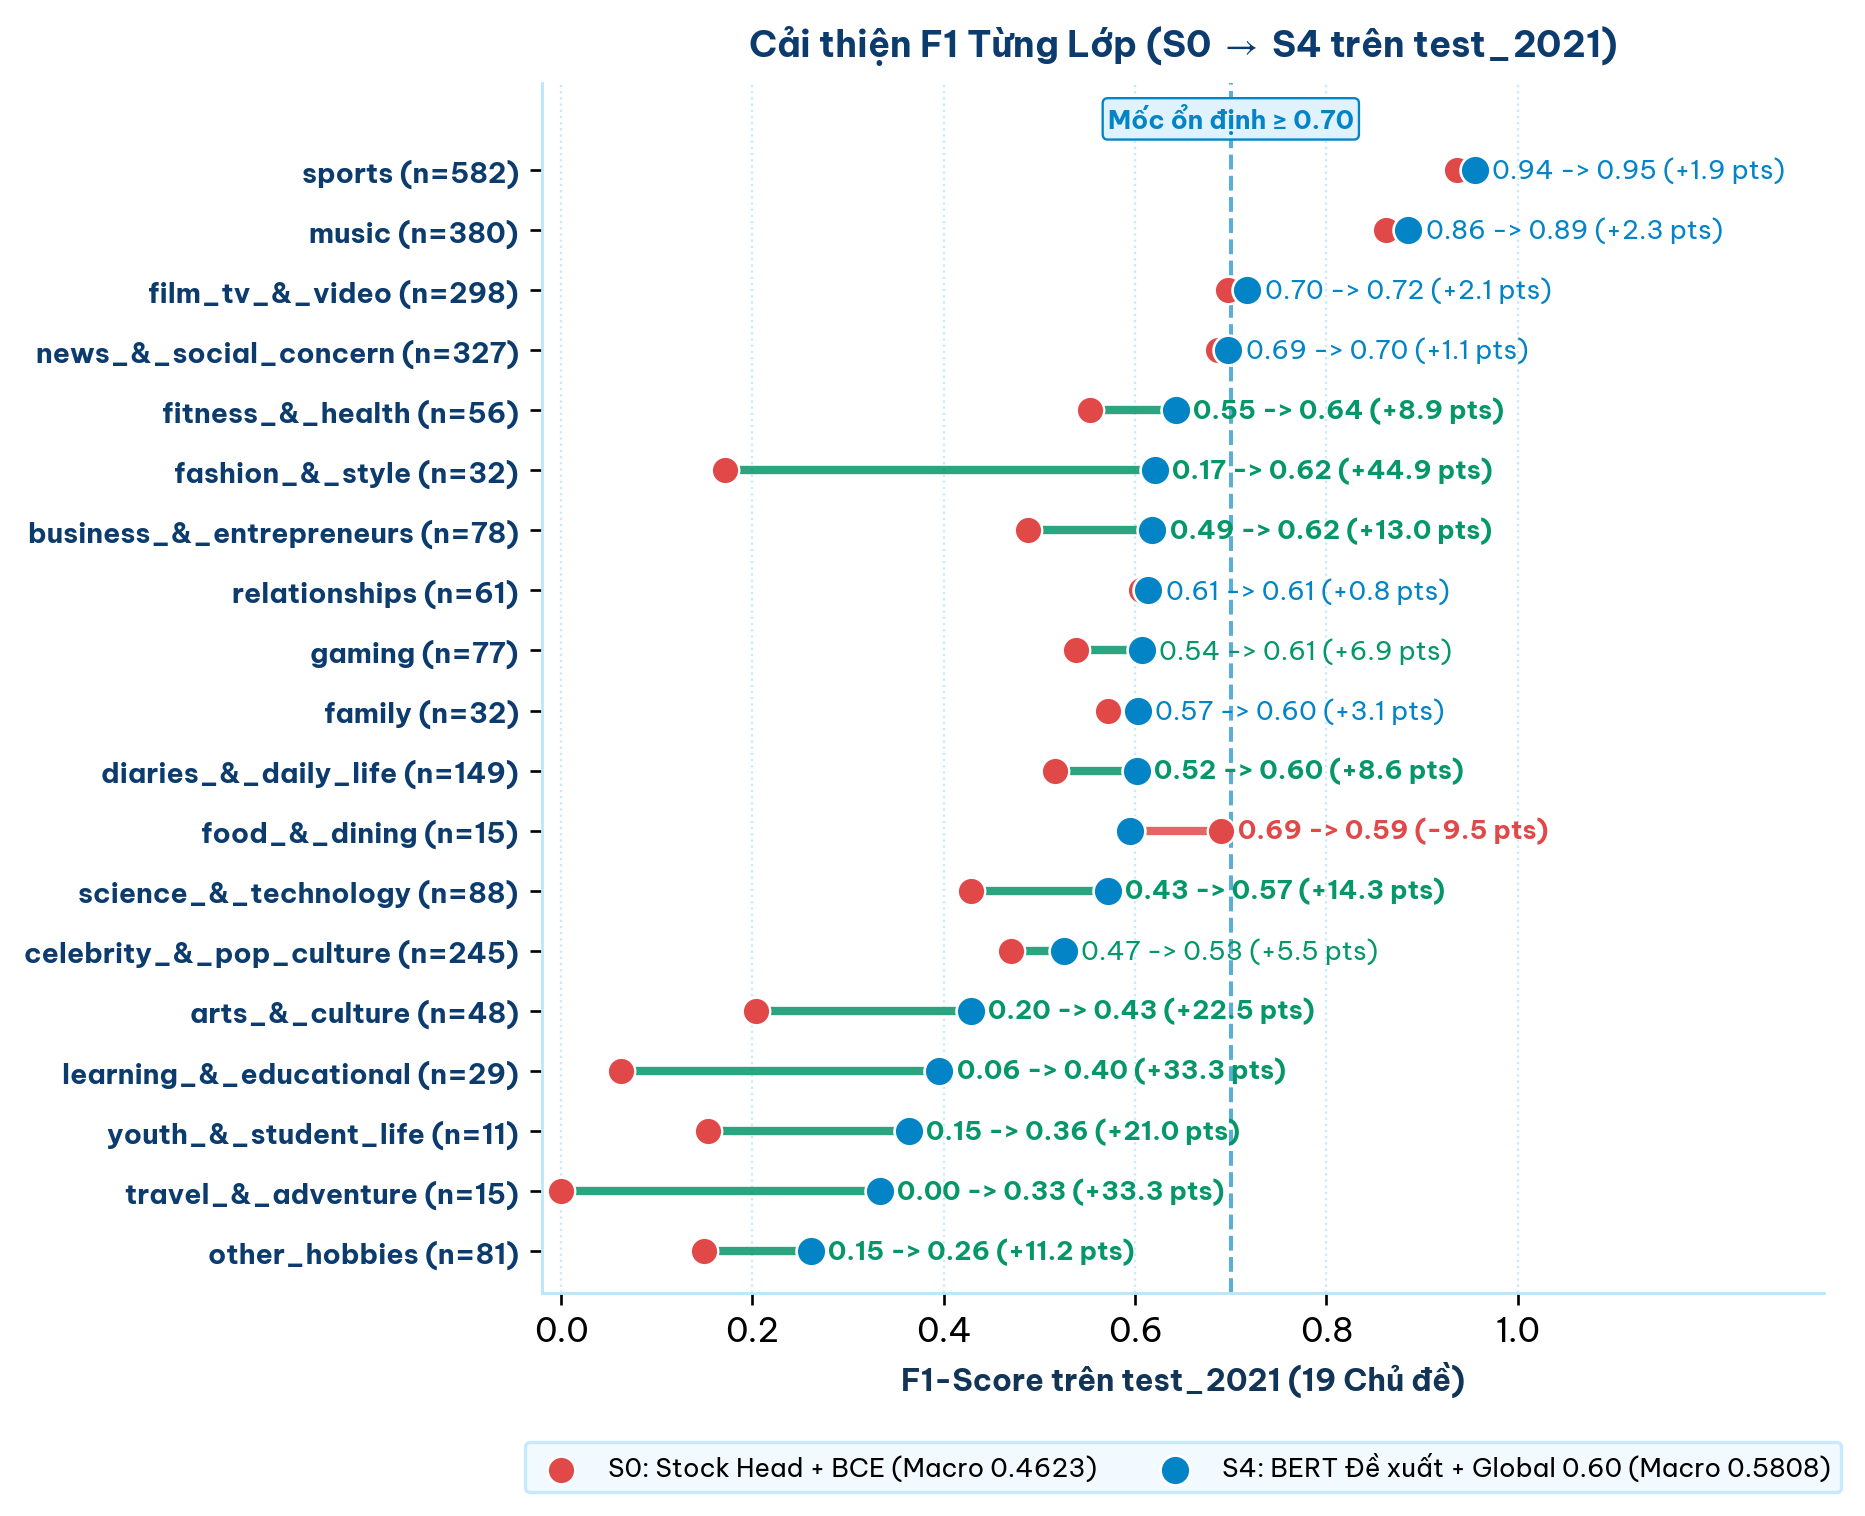 Cải thiện F1 Từng Lớp (S0 → S4 trên test_2021)
Mốc ổn định ≥ 0.70
sports (n=582) 0.94 -> 0.95 (+1.9 pts)
music (n=380) 0.86 -> 0.89 (+2.3 pts)
film_tv_&_video (n=298) 0.70 -> 0.72 (+2.1 pts)
news_&_social_concern (n=327) 0.69 -> 0.70 (+1.1 pts)
fitness_&_health (n=56) 0.55 -> 0.64 (+8.9 pts)
fashion_&_style (n=32) 0.17 -> 0.62 (+44.9 pts)
business_&_entrepreneurs (n=78) 0.49 -> 0.62 (+13.0 pts)
relationships (n=61) 0.61 -> 0.61 (+0.8 pts)
gaming (n=77) 0.54 -> 0.61 (+6.9 pts)
family (n=32) 0.57 -> 0.60 (+3.1 pts)
diaries_&_daily_life (n=149) 0.52 -> 0.60 (+8.6 pts)
food_&_dining (n=15) 0.69 -> 0.59 (-9.5 pts)
science_&_technology (n=88) 0.43 -> 0.57 (+14.3 pts)
celebrity_&_pop_culture (n=245) 0.47 -> 0.53 (+5.5 pts)
arts_&_culture (n=48) 0.20 -> 0.43 (+22.5 pts)
learning_&_educational (n=29) 0.06 -> 0.40 (+33.3 pts)
youth_&_student_life (n=11) 0.15 -> 0.36 (+21.0 pts)
travel_&_adventure (n=15) 0.00 -> 0.33 (+33.3 pts)
other_hobbies (n=81) 0.15 -> 0.26 (+11.2 pts)
0.0 0.2 0.4 0.6 0.8 1.0
F1-Score trên test_2021 (19 Chủ đề)
S0: Stock Head + BCE (Macro 0.4623) S4: BERT Đề xuất + Global 0.60 (Macro 0.5808)